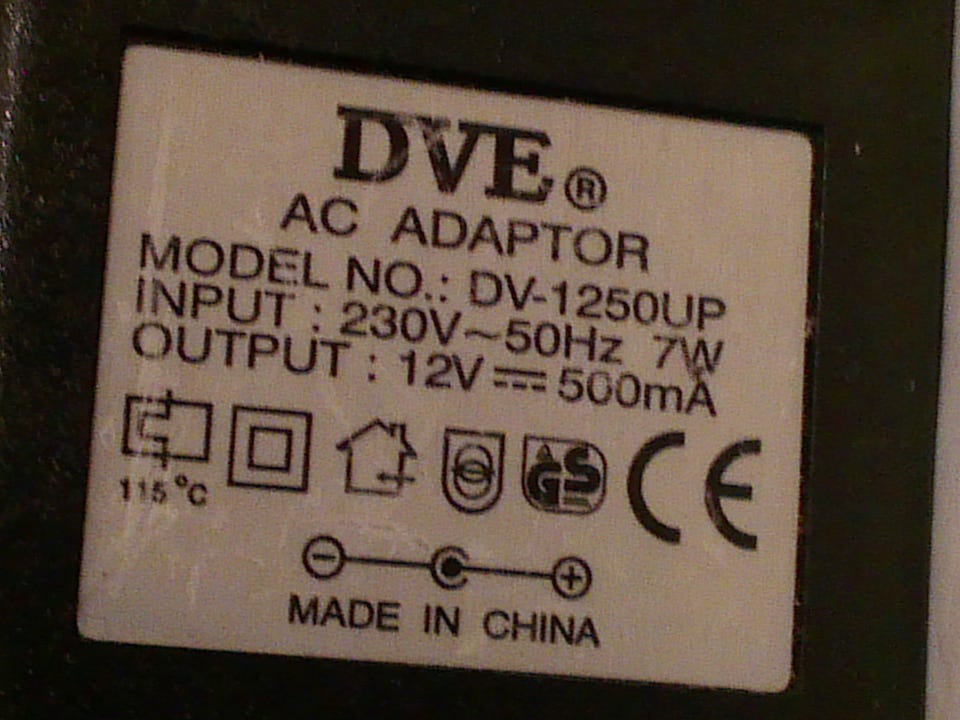 DVE®
AC ADAPTOR
MODEL NO.: DV-1250UP
INPUT : 230V~50Hz 7W
OUTPUT : 12V⎓500mA
115°C
GS
CE
MADE IN CHINA